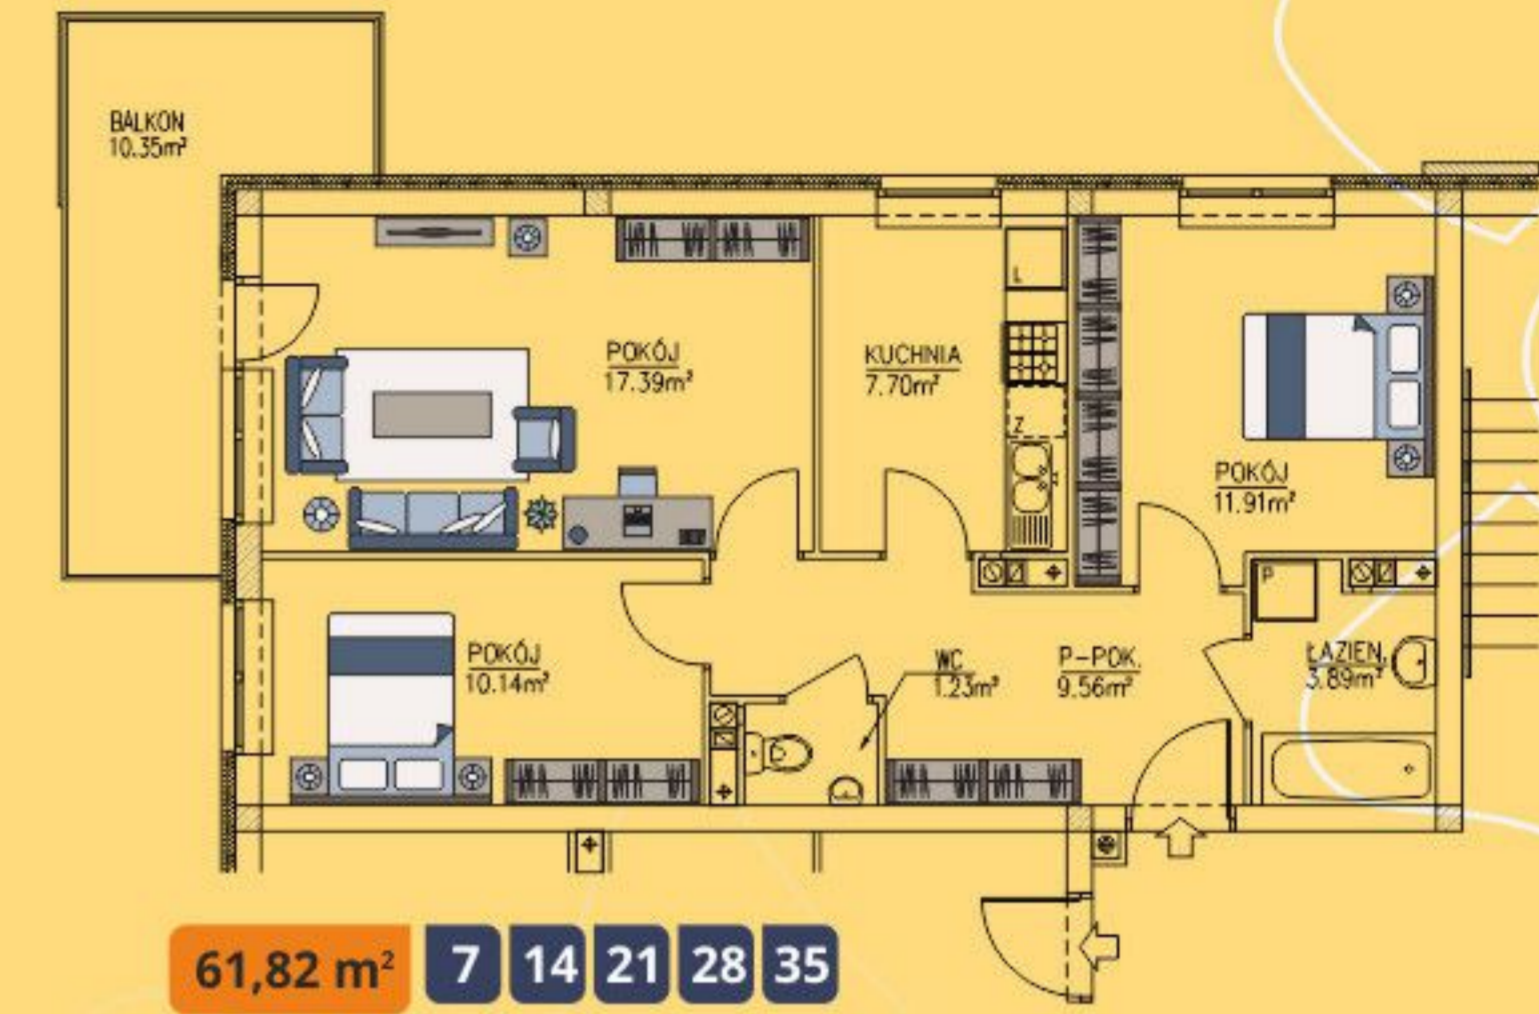 BALKON
10.35m²
POKÓJ
17.39m²
KUCHNIA
7.70m²
L
Z
POKÓJ
11.91m²
POKÓJ
10.14m²
WC
1.23m²
P-POK.
9.56m²
P
ŁAZIEN.
3.89m²
61,82 m²
7 14 21 28 35